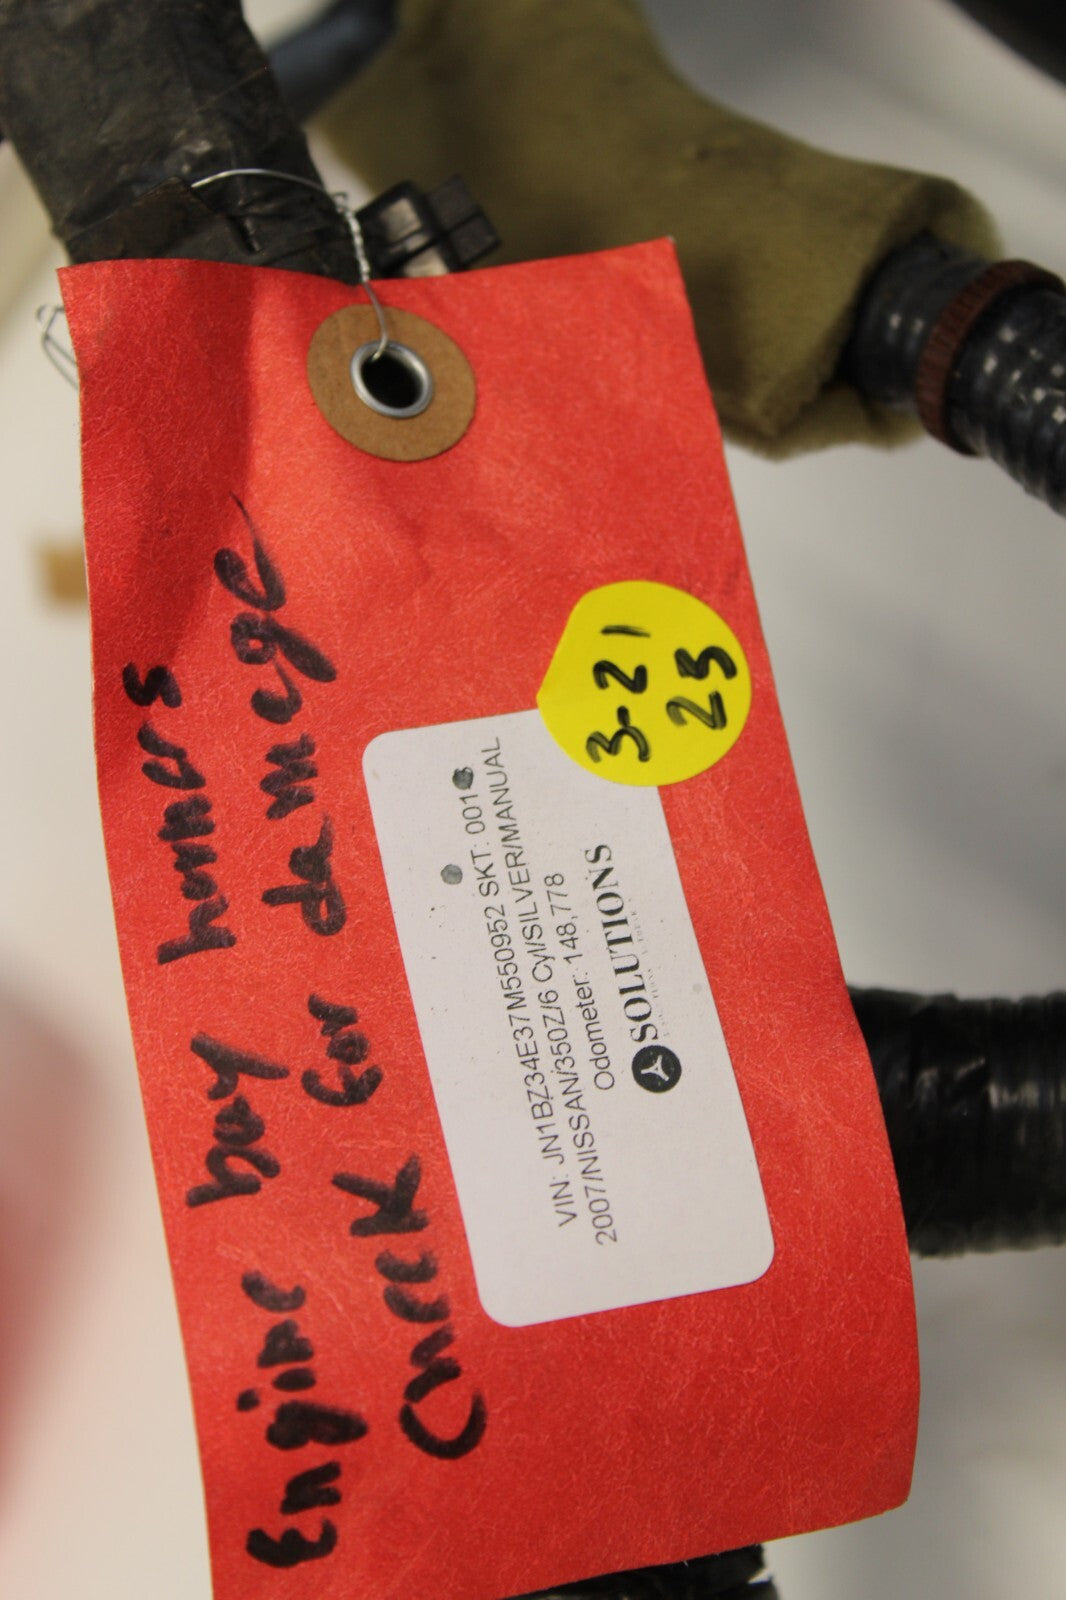 Engine bay harness
Check for damage
VIN: JN1BZ34E37M550952 SKT: 001
2007/NISSAN/350Z/6 Cyl/SILVER/MANUAL
Odometer: 148,778
SOLUTIONS
3-21
25